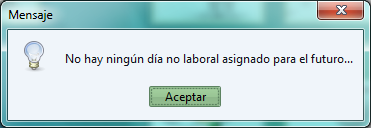 Mensaje
No hay ningún día no laboral asignado para el futuro...
Aceptar